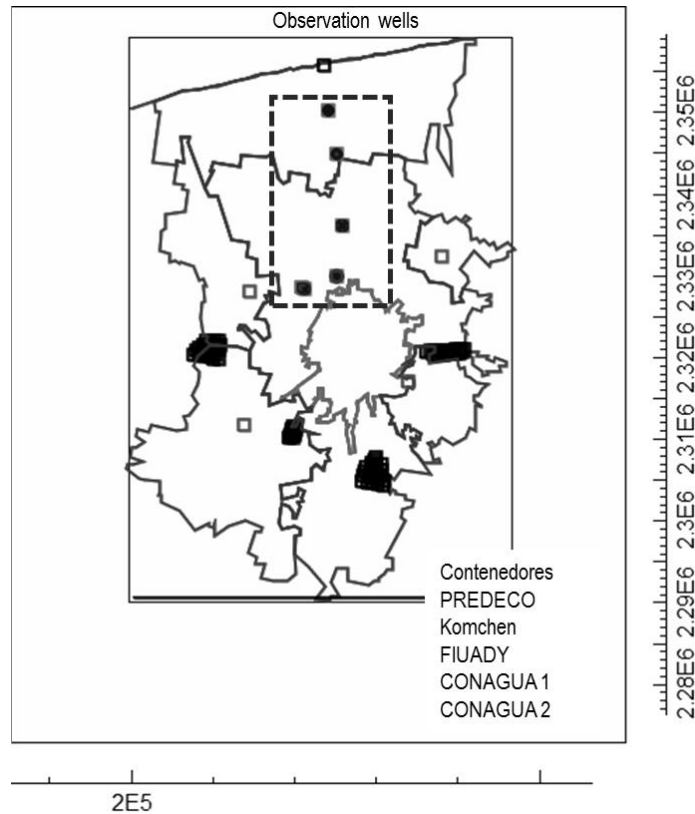 Observation wells
2.35E6
2.34E6
2.33E6
2.32E6
2.31E6
2.3E6
2.29E6
2.28E6
Contenedores
PREDECO
Komchen
FIUADY
CONAGUA 1
CONAGUA 2
2E5